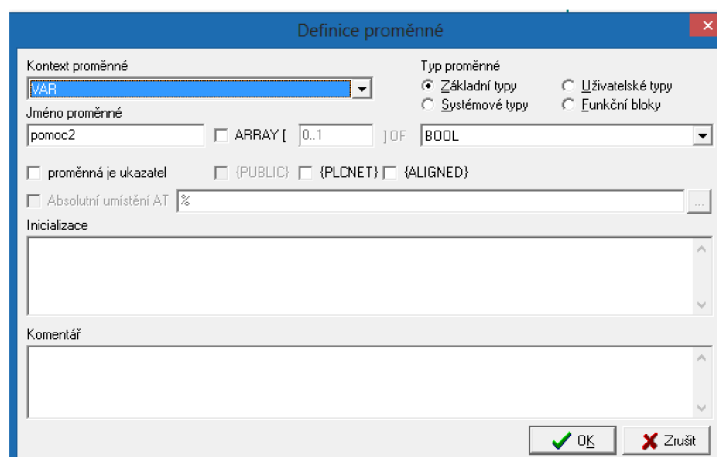 Definice proměnné
Kontext proměnné
VAR
Typ proměnné
Základní typy
Uživatelské typy
Systémové typy
Funkční bloky
Jméno proměnné
pomoc2
ARRAY [ 0..1 ] OF BOOL
proměnná je ukazatel
{PUBLIC} {PLCNET} {ALIGNED}
Absolutní umístění AT % ...
Inicializace
Komentář
OK Zrušit